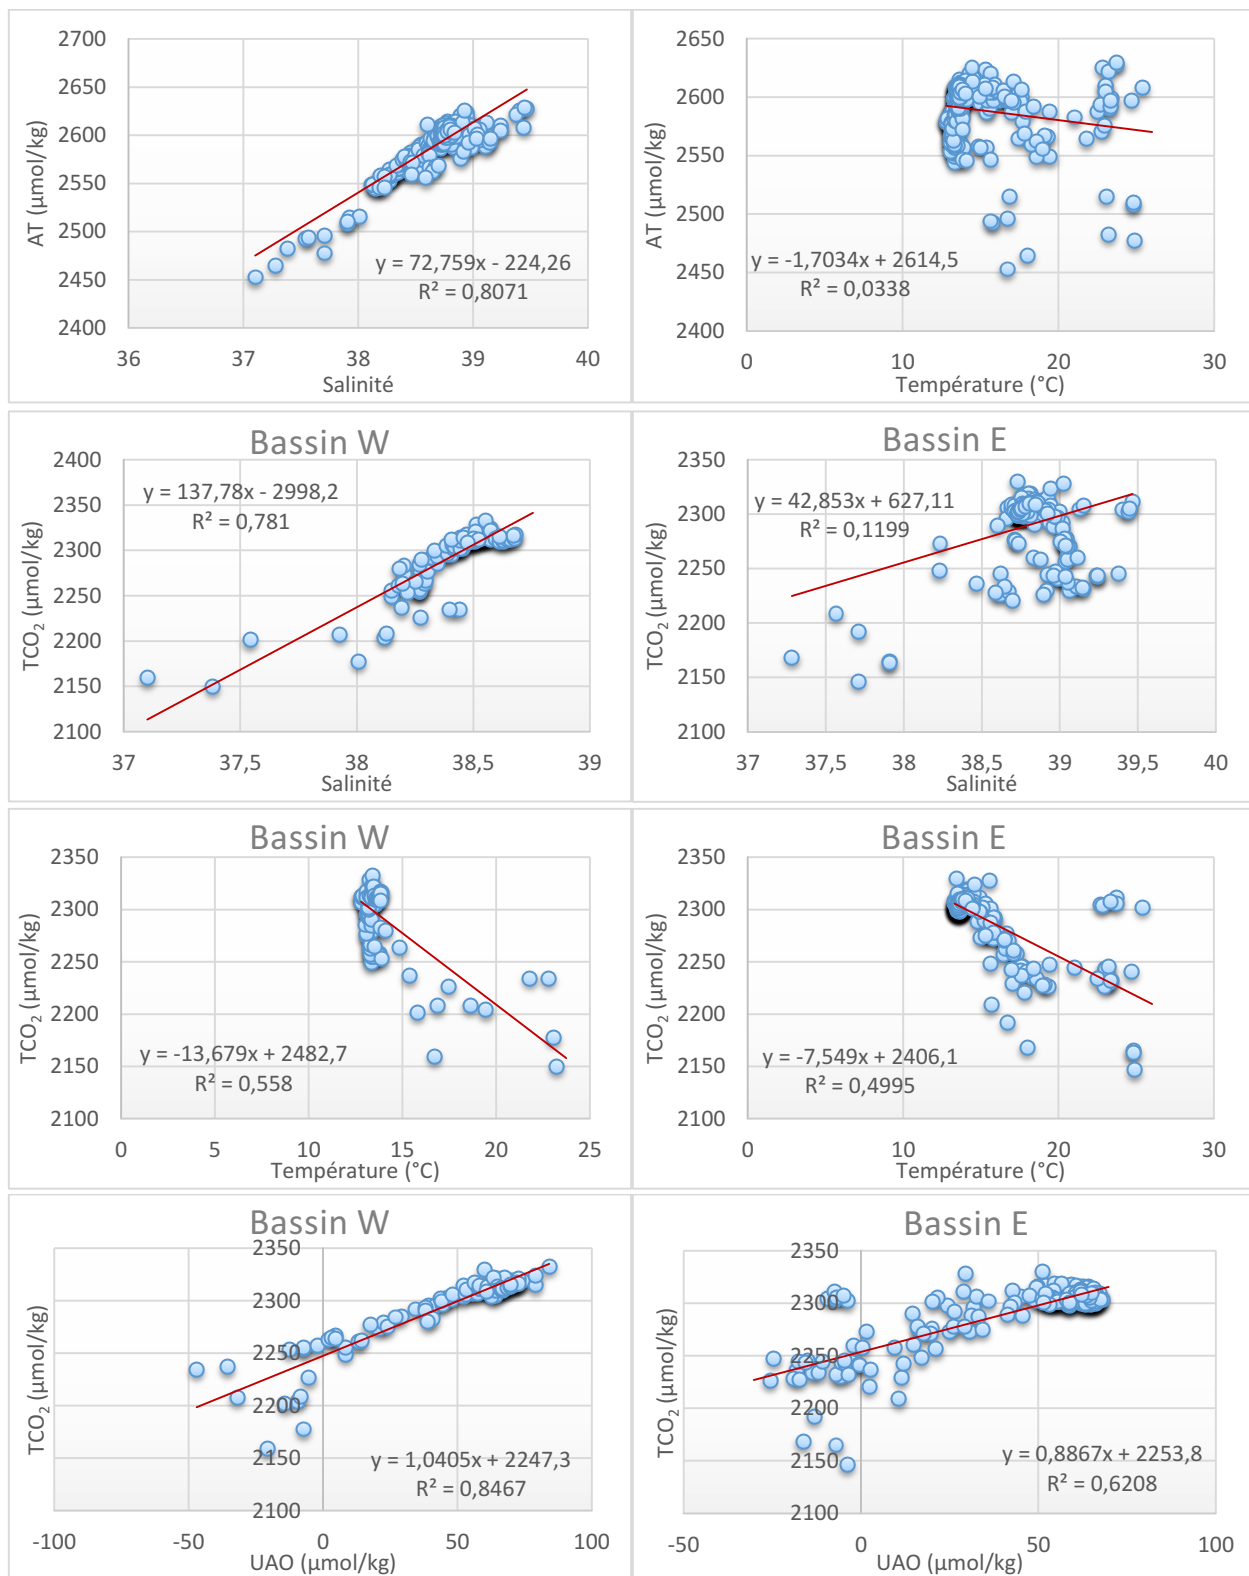 2700
2600
2500
2400
2300
2200
2100
2000
AT (µmol/kg)
y = 72,759x - 224,26
R² = 0,8071
36 37 38 39 40
Salinité
2650
2600
2550
2500
2450
2400
AT (µmol/kg)
y = -1,7034x + 2614,5
R² = 0,0338
0 10 20 30
Température (°C)
Bassin W
2400
2350
2300
2250
2200
2150
2100
TCO₂ (µmol/kg)
y = 137,78x - 2998,2
R² = 0,781
37 37,5 38 38,5 39
Salinité
Bassin E
2350
2300
2250
2200
2150
2100
TCO₂ (µmol/kg)
y = 42,853x + 627,11
R² = 0,1199
37 37,5 38 38,5 39 39,5 40
Salinité
Bassin W
2350
2300
2250
2200
2150
2100
TCO₂ (µmol/kg)
y = -13,679x + 2482,7
R² = 0,558
0 5 10 15 20 25
Température (°C)
Bassin E
2350
2300
2250
2200
2150
2100
TCO₂ (µmol/kg)
y = -7,549x + 2406,1
R² = 0,4995
0 10 20 30
Température (°C)
Bassin W
2350
2300
2250
2200
2150
2100
TCO₂ (µmol/kg)
y = 1,0405x + 2247,3
R² = 0,8467
-100 -50 0 50 100
UAO (µmol/kg)
Bassin E
2350
2300
2250
2200
2150
2100
TCO₂ (µmol/kg)
y = 0,8867x + 2253,8
R² = 0,6208
-50 0 50 100
UAO (µmol/kg)